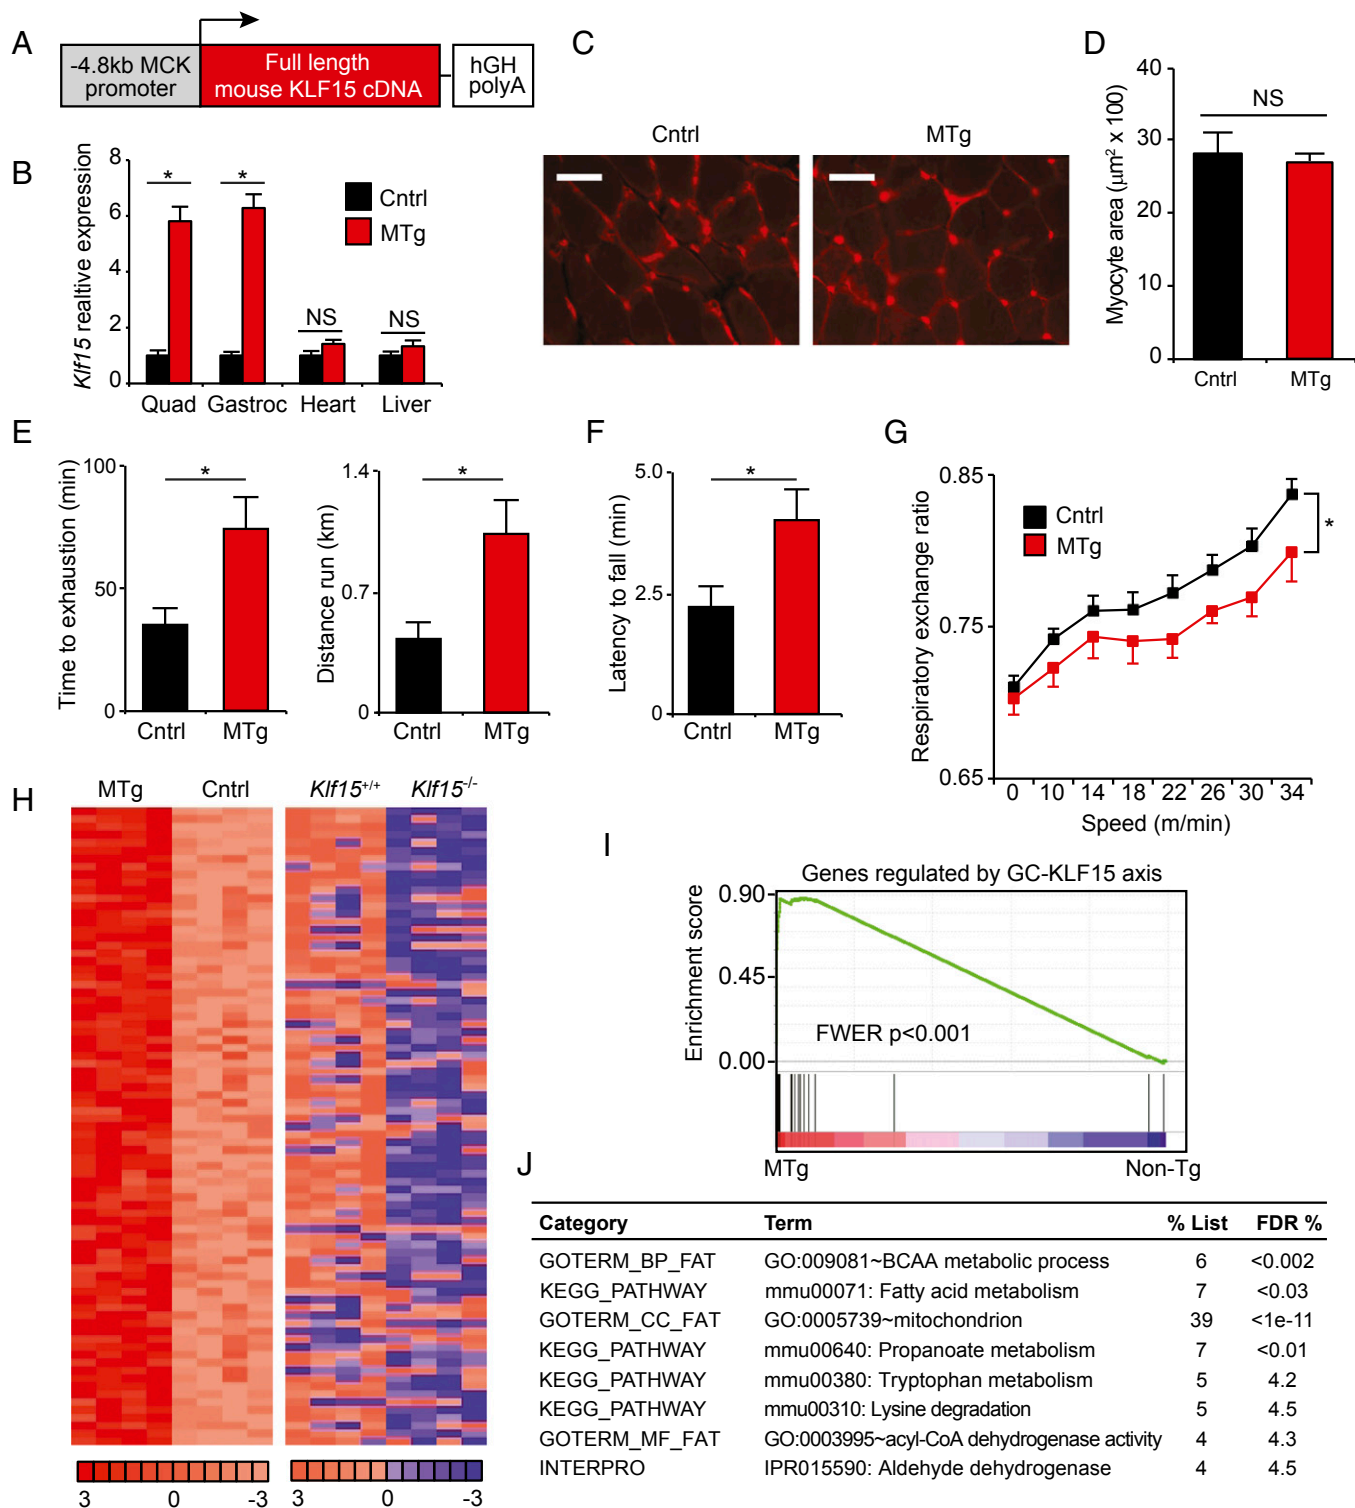 A
-4.8kb MCK
promoter
Full length
mouse KLF15 cDNA
hGH
polyA
B
Klf15 realtive expression
8
6
4
2
0
*
*
NS
NS
Cntrl
MTg
Quad
Gastroc
Heart
Liver
C
Cntrl
MTg
D
Myocyte area (µm² x 100)
40
30
20
10
0
NS
Cntrl
MTg
E
Time to exhaustion (min)
100
50
0
*
Cntrl
MTg
Distance run (km)
1.4
0.7
0
*
Cntrl
MTg
F
Latency to fall (min)
5.0
2.5
0
*
Cntrl
MTg
G
Respiratory exchange ratio
0.85
0.75
0.65
Cntrl
MTg
*
0 10 14 18 22 26 30 34
Speed (m/min)
H
MTg
Cntrl
Klf15+/+
Klf15-/-
3 0 -3
3 0 -3
I
Genes regulated by GC-KLF15 axis
Enrichment score
0.90
0.45
0.00
FWER p<0.001
MTg
Non-Tg
J
Category Term % List FDR %
GOTERM_BP_FAT GO:009081~BCAA metabolic process 6 <0.002
KEGG_PATHWAY mmu00071: Fatty acid metabolism 7 <0.03
GOTERM_CC_FAT GO:0005739~mitochondrion 39 <1e-11
KEGG_PATHWAY mmu00640: Propanoate metabolism 7 <0.01
KEGG_PATHWAY mmu00380: Tryptophan metabolism 5 4.2
KEGG_PATHWAY mmu00310: Lysine degradation 5 4.5
GOTERM_MF_FAT GO:0003995~acyl-CoA dehydrogenase activity 4 4.3
INTERPRO IPR015590: Aldehyde dehydrogenase 4 4.5